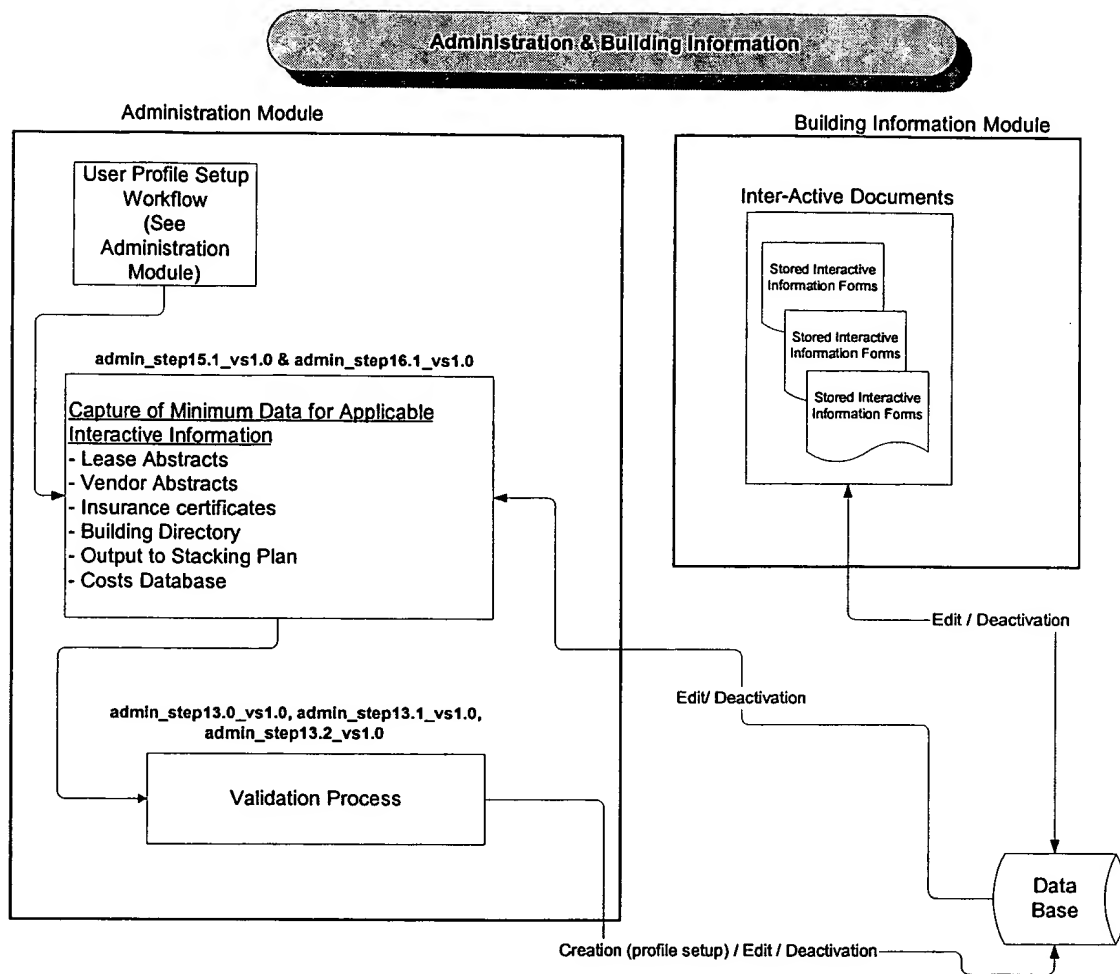 Administration & Building Information
Administration Module
User Profile Setup
Workflow
(See
Administration
Module)
admin_step15.1_vs1.0 & admin_step16.1_vs1.0
Capture of Minimum Data for Applicable
Interactive Information
- Lease Abstracts
- Vendor Abstracts
- Insurance certificates
- Building Directory
- Output to Stacking Plan
- Costs Database
admin_step13.0_vs1.0, admin_step13.1_vs1.0,
admin_step13.2_vs1.0
Validation Process
Building Information Module
Inter-Active Documents
Stored Interactive
Information Forms
Stored Interactive
Information Forms
Stored Interactive
Information Forms
Edit / Deactivation
Edit/ Deactivation
Data
Base
Creation (profile setup) / Edit / Deactivation